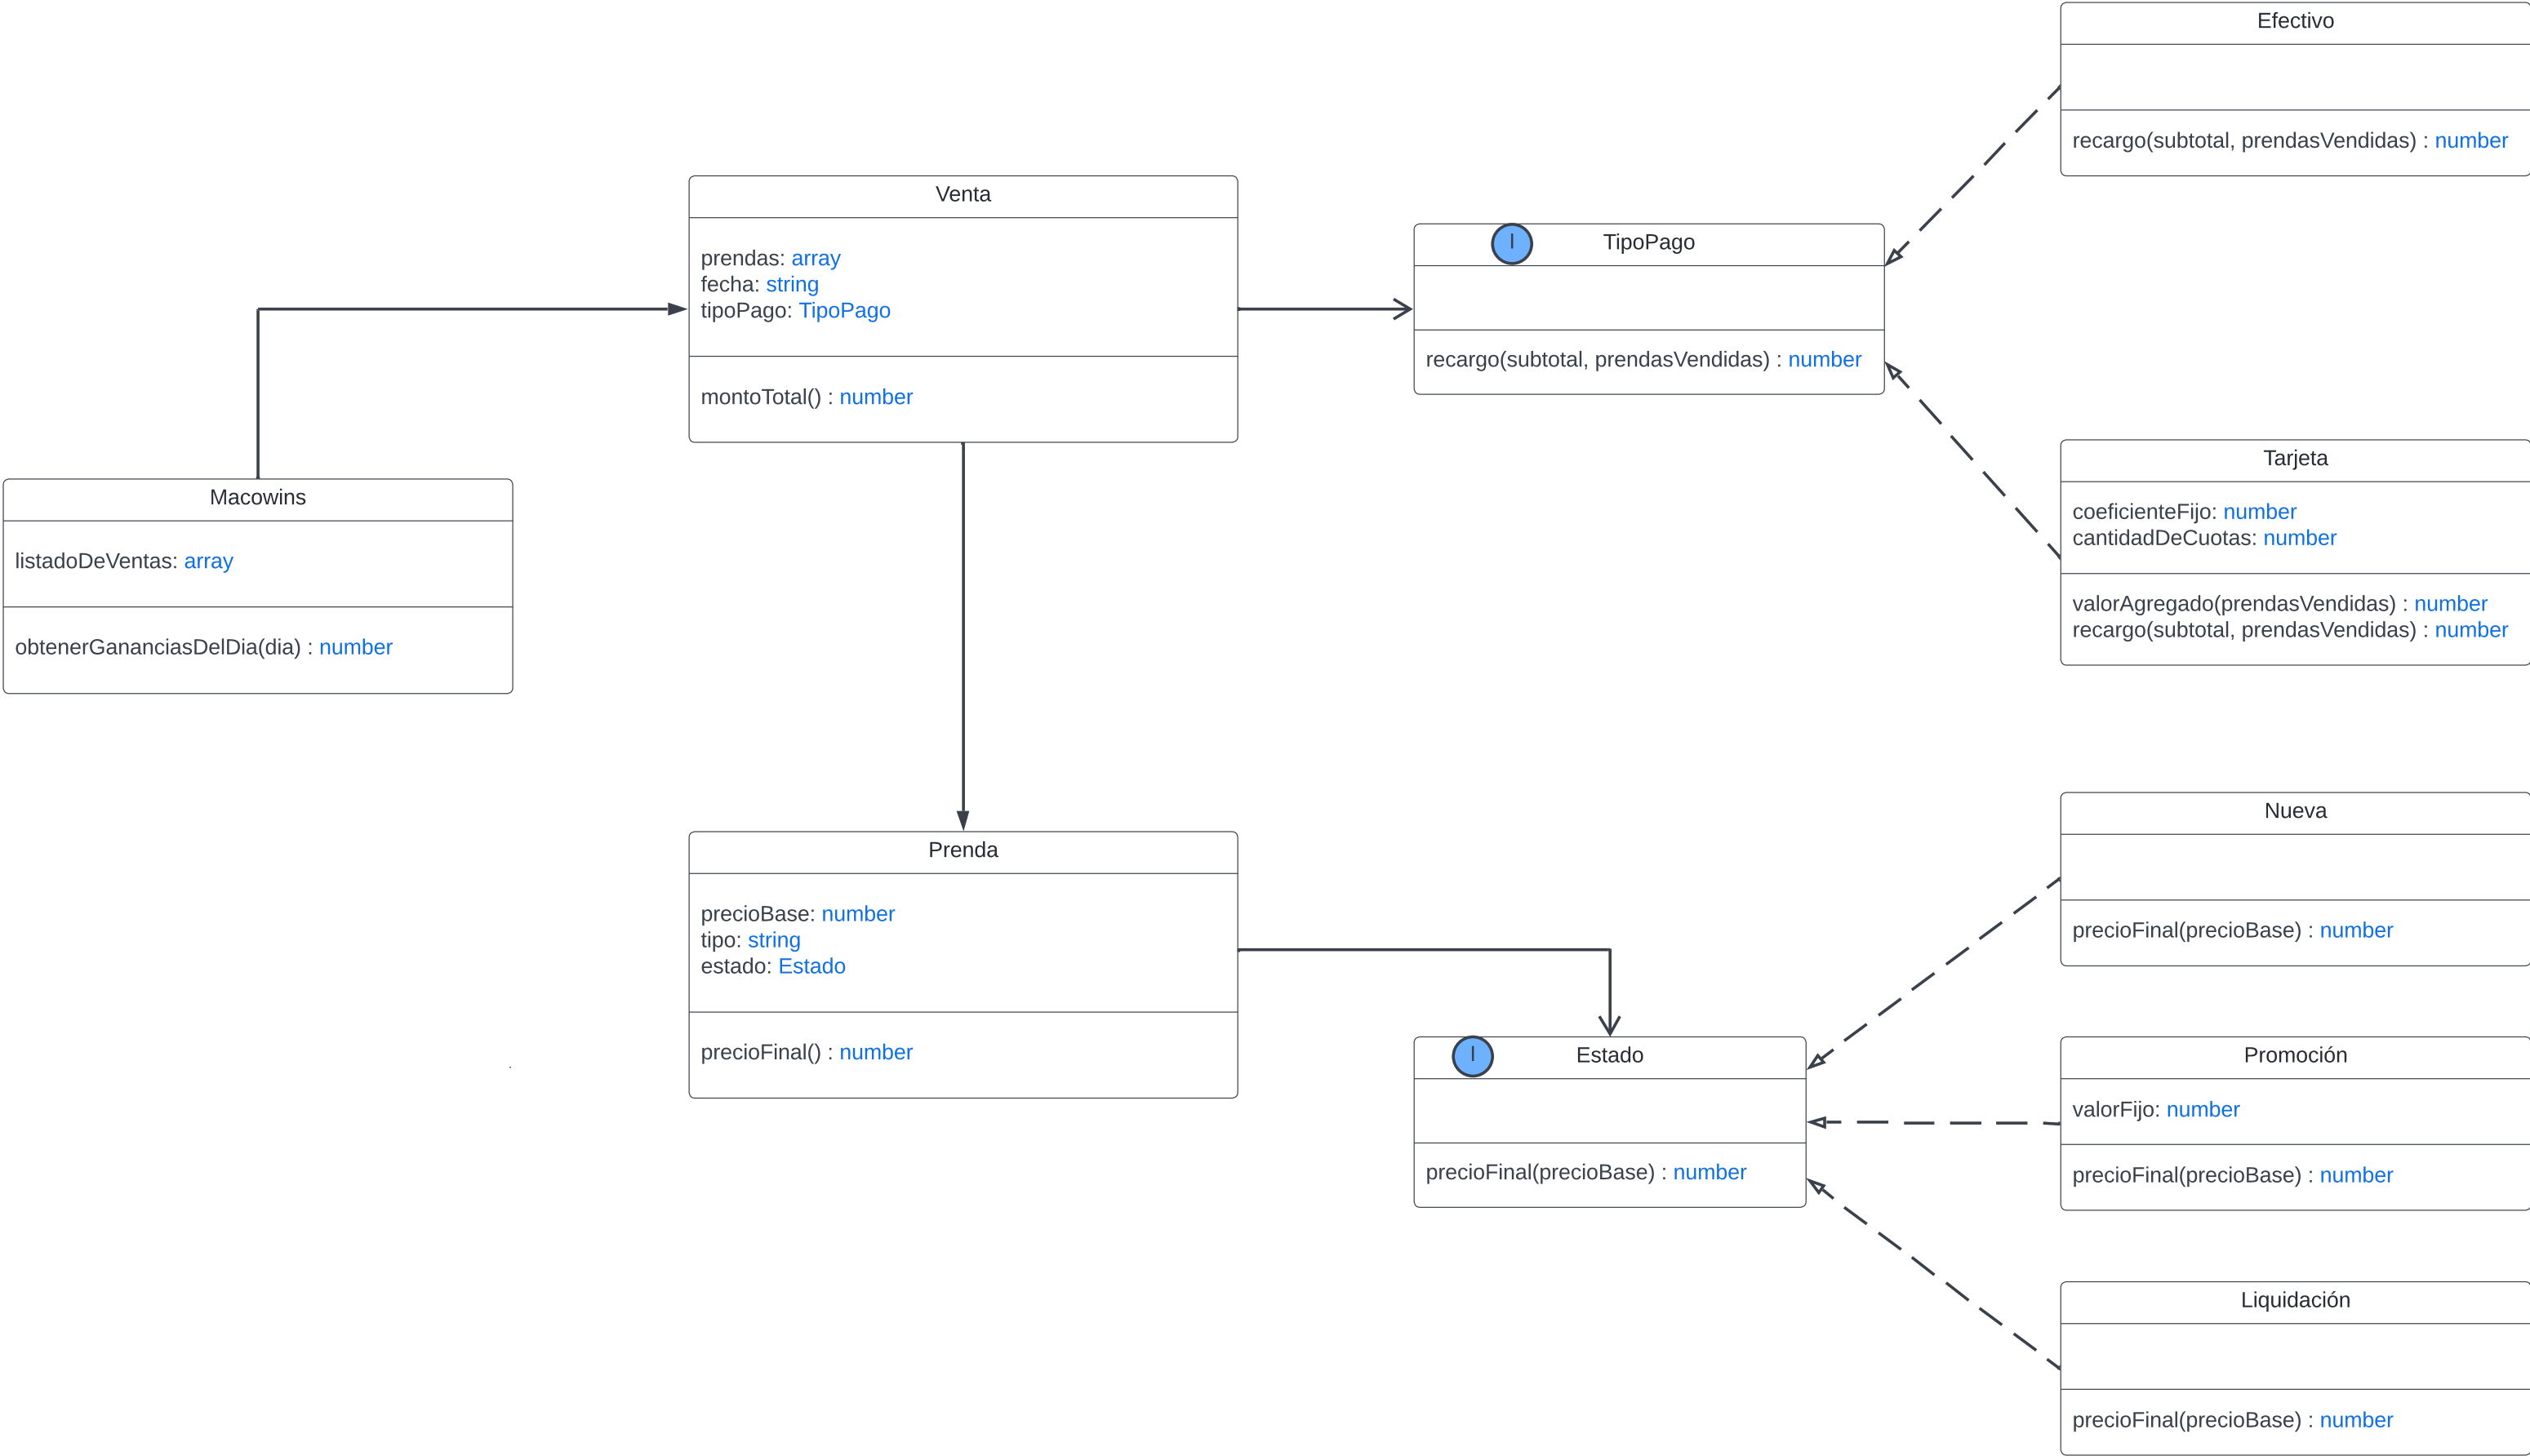 Efectivo
recargo(subtotal, prendasVendidas) : number
Venta
prendas: array
fecha: string
tipoPago: TipoPago
montoTotal() : number
I
TipoPago
recargo(subtotal, prendasVendidas) : number
Tarjeta
coeficienteFijo: number
cantidadDeCuotas: number
valorAgregado(prendasVendidas) : number
recargo(subtotal, prendasVendidas) : number
Macowins
listadoDeVentas: array
obtenerGananciasDelDia(dia) : number
Prenda
precioBase: number
tipo: string
estado: Estado
precioFinal() : number
I
Estado
precioFinal(precioBase) : number
Nueva
precioFinal(precioBase) : number
Promoción
valorFijo: number
precioFinal(precioBase) : number
Liquidación
precioFinal(precioBase) : number